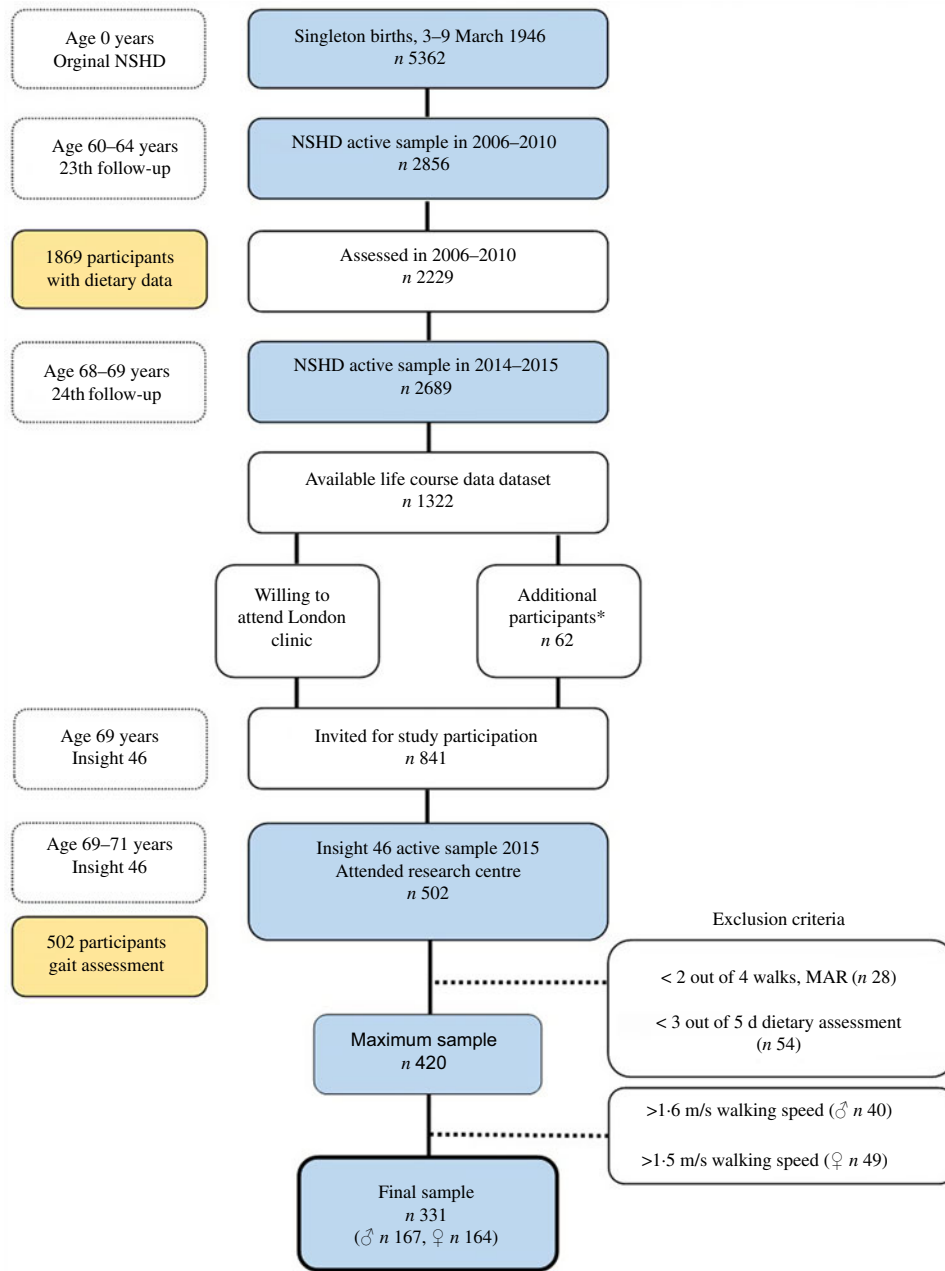 Age 0 years
Orginal NSHD
Singleton births, 3–9 March 1946
n 5362
Age 60–64 years
23th follow-up
NSHD active sample in 2006–2010
n 2856
1869 participants
with dietary data
Assessed in 2006–2010
n 2229
Age 68–69 years
24th follow-up
NSHD active sample in 2014–2015
n 2689
Available life course data dataset
n 1322
Willing to
attend London
clinic
Additional
participants*
n 62
Age 69 years
Insight 46
Invited for study participation
n 841
Age 69–71 years
Insight 46
Insight 46 active sample 2015
Attended research centre
n 502
502 participants
gait assessment
Exclusion criteria
< 2 out of 4 walks, MAR (n 28)
< 3 out of 5 d dietary assessment
(n 54)
Maximum sample
n 420
>1·6 m/s walking speed (♂ n 40)
>1·5 m/s walking speed (♀ n 49)
Final sample
n 331
(♂ n 167, ♀ n 164)